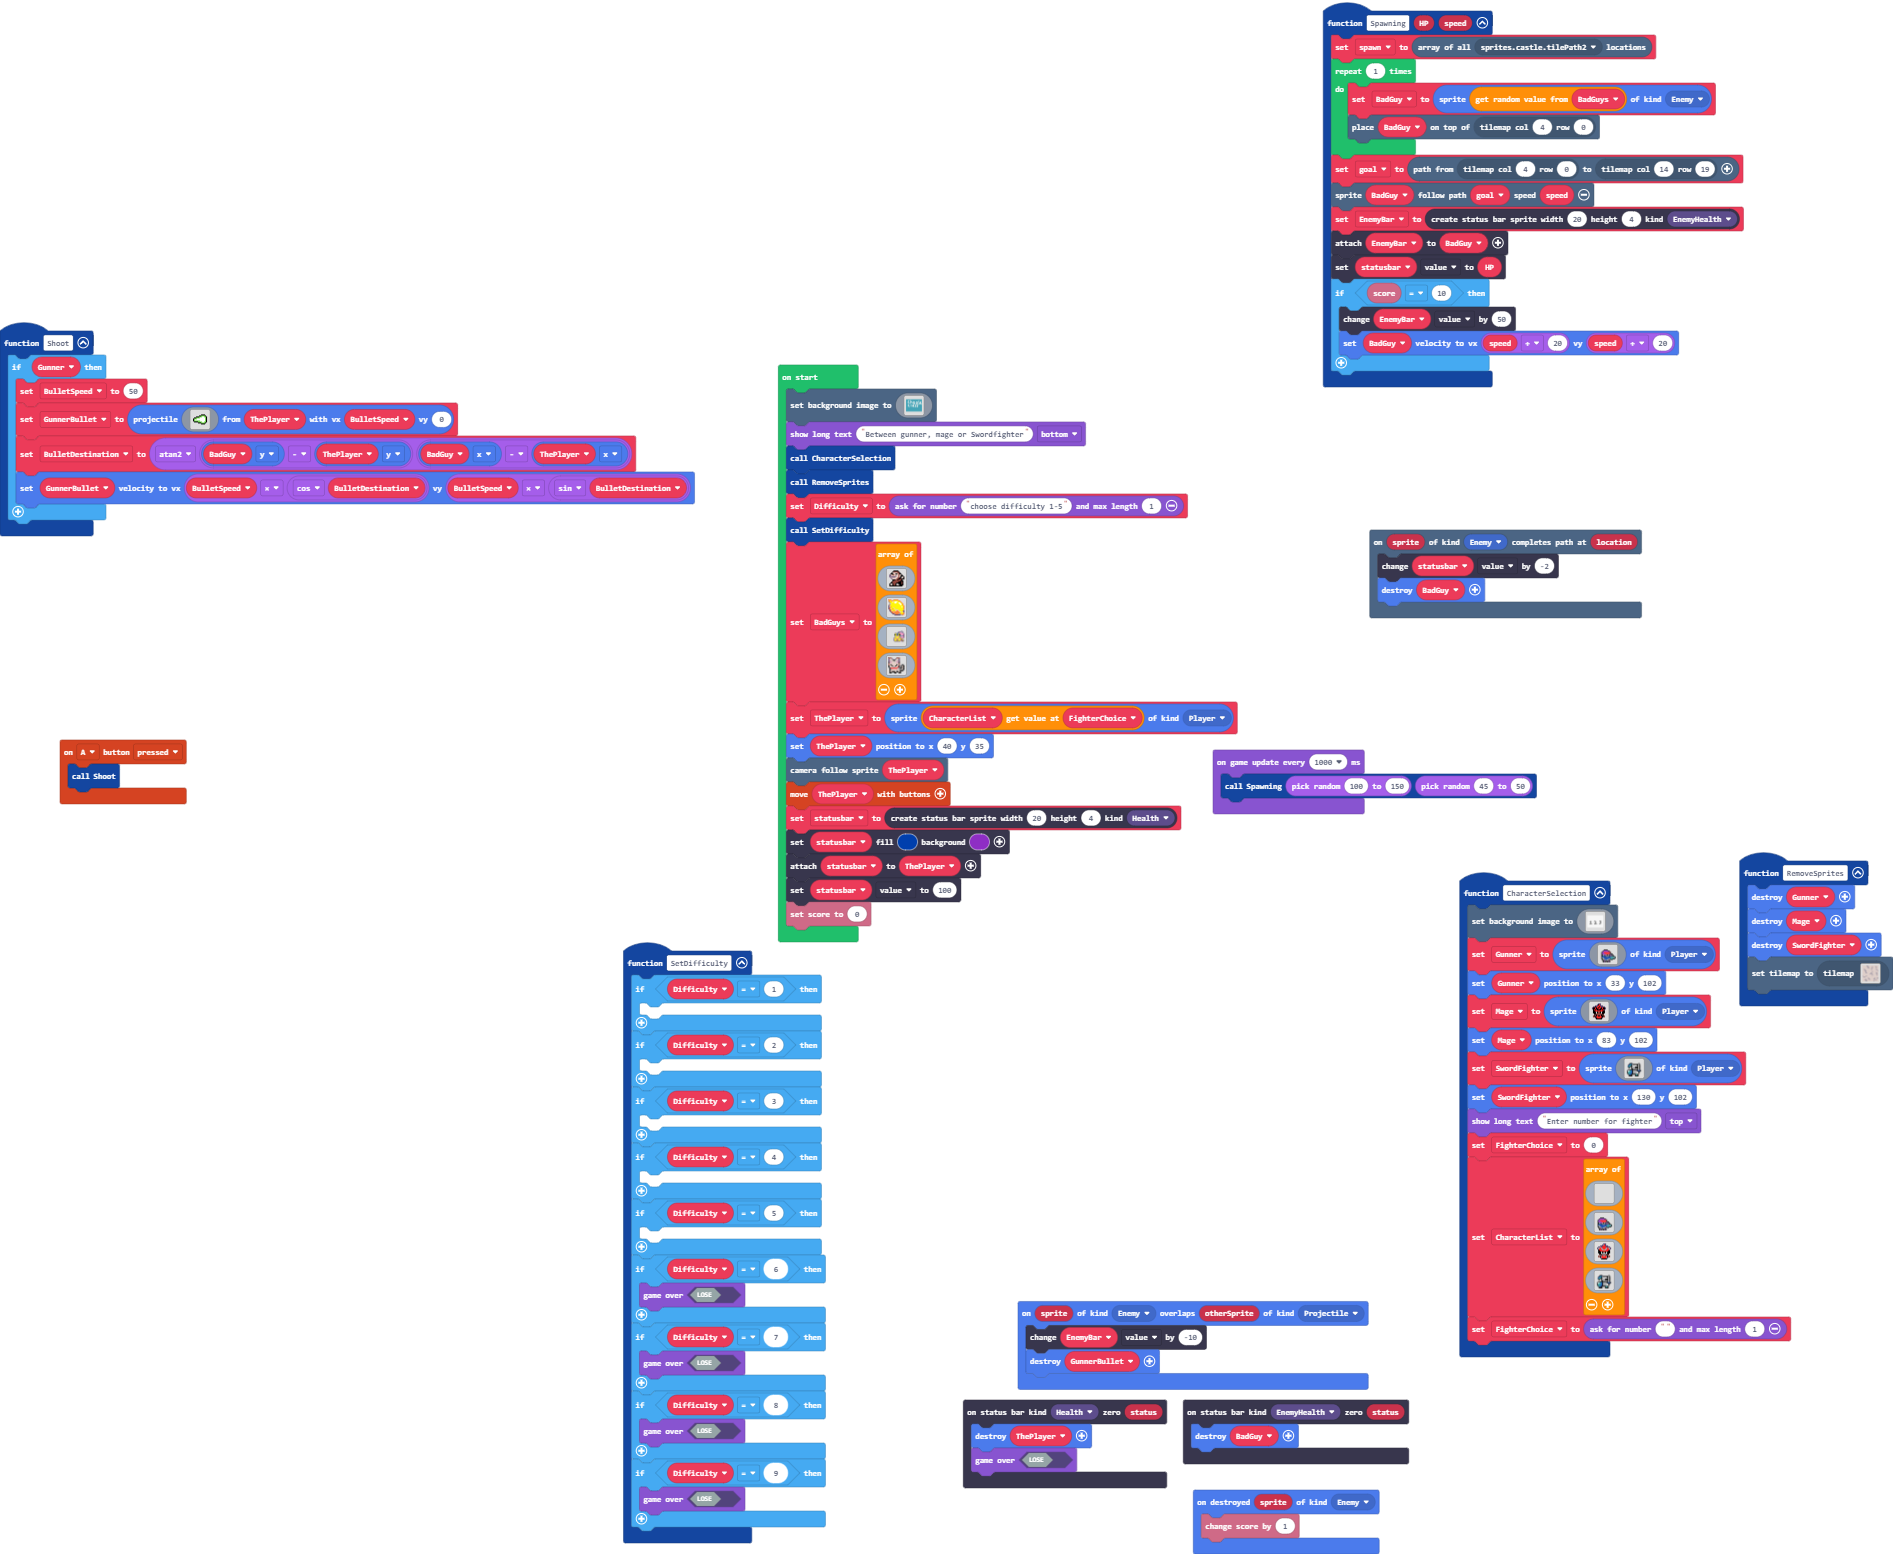 function Spawning HP speed
set spawn to array of all sprites.castle.tilePath2 locations
repeat 1 times
do
set BadGuy to sprite get random value from BadGuys of kind Enemy
place BadGuy on top of tilemap col 4 row 0
set goal to path from tilemap col 4 row 0 to tilemap col 14 row 19
sprite BadGuy follow path goal speed speed
set EnemyBar to create status bar sprite width 20 height 4 kind EnemyHealth
attach EnemyBar to BadGuy
set statusbar value to HP
if score = 10 then
change EnemyBar value by 50
set BadGuy velocity to vx speed + 20 vy speed + 20
function Shoot
if Gunner then
set BulletSpeed to 50
set GunnerBullet to projectile from ThePlayer with vx BulletSpeed vy 0
set BulletDestination to atan2 BadGuy y - ThePlayer y BadGuy x - ThePlayer x
set GunnerBullet velocity to vx BulletSpeed × cos BulletDestination vy BulletSpeed × sin BulletDestination
on start
set background image to
show long text "Between gunner, mage or Swordfighter" bottom
call CharacterSelection
call RemoveSprites
set Difficulty to ask for number "choose difficulty 1-5" and max length 1
call SetDifficulty
array of
set BadGuys to
set ThePlayer to sprite CharacterList get value at FighterChoice of kind Player
set ThePlayer position to x 40 y 35
camera follow sprite ThePlayer
move ThePlayer with buttons
set statusbar to create status bar sprite width 20 height 4 kind Health
set statusbar fill background
attach statusbar to ThePlayer
set statusbar value to 100
set score to 0
on sprite of kind Enemy completes path at location
change statusbar value by -2
destroy BadGuy
on A button pressed
call Shoot
on game update every 1000 ms
call Spawning pick random 100 to 150 pick random 45 to 50
function RemoveSprites
destroy Gunner
destroy Mage
destroy SwordFighter
set tilemap to tilemap
function CharacterSelection
set background image to
set Gunner to sprite of kind Player
set Gunner position to x 33 y 102
set Mage to sprite of kind Player
set Mage position to x 83 y 102
set SwordFighter to sprite of kind Player
set SwordFighter position to x 130 y 102
show long text "Enter number for fighter" top
set FighterChoice to 0
array of
set CharacterList to
set FighterChoice to ask for number "" and max length 1
function SetDifficulty
if Difficulty = 1 then
if Difficulty = 2 then
if Difficulty = 3 then
if Difficulty = 4 then
if Difficulty = 5 then
if Difficulty = 6 then
game over LOSE
if Difficulty = 7 then
game over LOSE
if Difficulty = 8 then
game over LOSE
if Difficulty = 9 then
game over LOSE
on sprite of kind Enemy overlaps otherSprite of kind Projectile
change EnemyBar value by -10
destroy GunnerBullet
on status bar kind Health zero status
destroy ThePlayer
game over LOSE
on status bar kind EnemyHealth zero status
destroy BadGuy
on destroyed sprite of kind Enemy
change score by 1